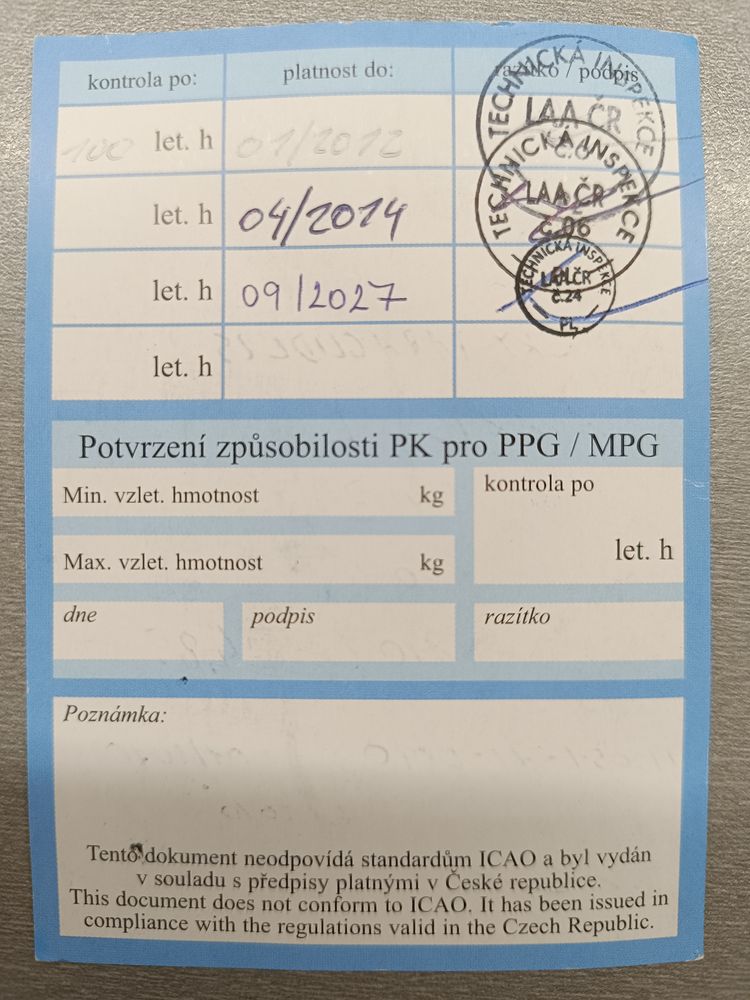 kontrola po: platnost do: razítko / podpis
100 let. h 01/2012
let. h 04/2014
let. h 09/2027
let. h
TECHNICKÁ INSPEKCE
LAA ČR
TECHNICKÁ INSPEKCE
LAA ČR
č.06
TECHNICKÁ INSPEKCE
LAA ČR
č.24
PL
Potvrzení způsobilosti PK pro PPG / MPG
Min. vzlet. hmotnost kg kontrola po
Max. vzlet. hmotnost kg let. h
dne podpis razítko
Poznámka:
Tento dokument neodpovídá standardům ICAO a byl vydán
v souladu s předpisy platnými v České republice.
This document does not conform to ICAO. It has been issued in
compliance with the regulations valid in the Czech Republic.